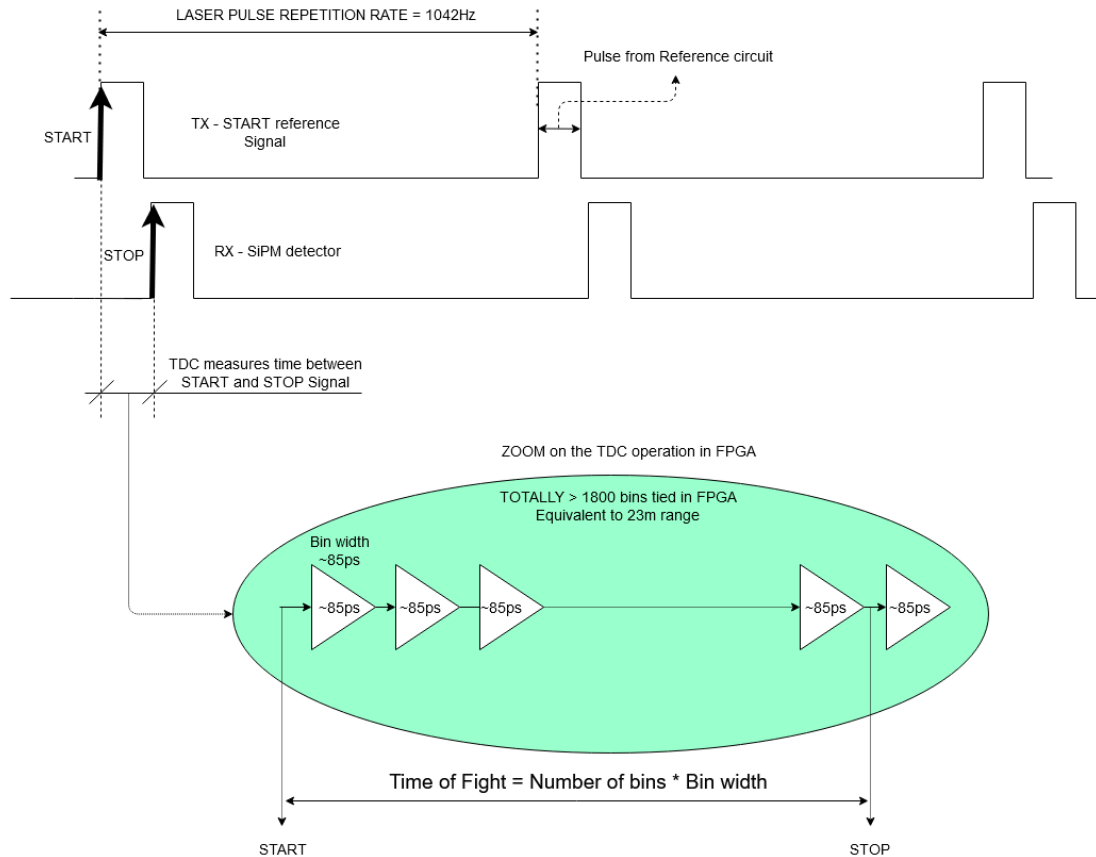 LASER PULSE REPETITION RATE = 1042Hz
Pulse from Reference circuit
START
TX - START reference
Signal
STOP
RX - SiPM detector
TDC measures time between
START and STOP Signal
ZOOM on the TDC operation in FPGA
TOTALLY > 1800 bins tied in FPGA
Equivalent to 23m range
Bin width
~85ps
~85ps
~85ps
~85ps
~85ps
~85ps
Time of Fight = Number of bins * Bin width
START
STOP